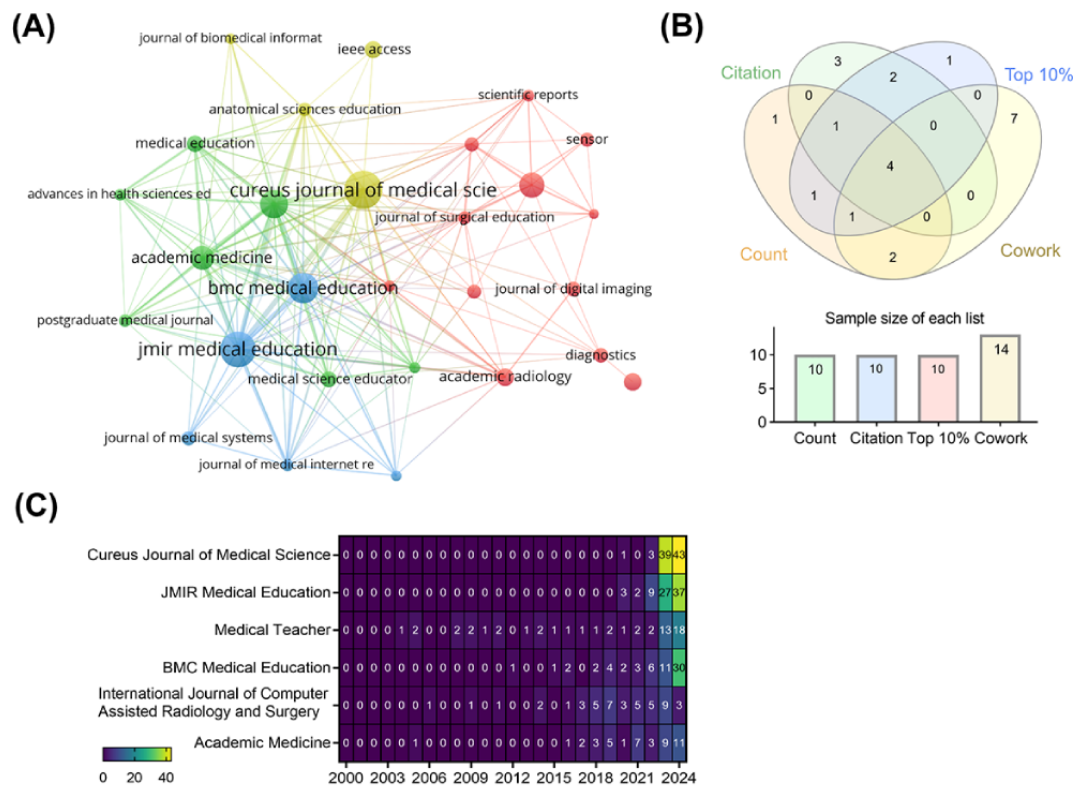 (A)
journal of biomedical informat
ieee access
scientific reports
anatomical sciences education
sensor
medical education
advances in health sciences ed
cureus journal of medical scie
journal of surgical education
academic medicine
bmc medical education
journal of digital imaging
postgraduate medical journal
jmir medical education
diagnostics
medical science educator
academic radiology
journal of medical systems
journal of medical internet re
(B)
Citation
Top 10%
Count
Cowork
3
1
2
0
0
1
7
1
0
4
1
0
1
0
2
Sample size of each list
10
5
0
10
10
10
14
Count Citation Top 10% Cowork
(C)
Cureus Journal of Medical Science 0 0 0 0 0 0 0 0 0 0 0 0 0 0 0 0 0 0 0 0 1 0 3 39 43
JMIR Medical Education 0 0 0 0 0 0 0 0 0 0 0 0 0 0 0 0 0 0 0 0 3 2 9 27 37
Medical Teacher 0 0 0 0 1 2 0 0 2 2 1 2 0 1 2 1 1 1 1 2 1 2 2 13 18
BMC Medical Education 0 0 0 0 0 0 0 0 0 0 0 0 1 0 0 1 2 0 2 4 2 3 6 11 30
International Journal of Computer
Assisted Radiology and Surgery 0 0 0 0 0 0 1 0 0 1 0 1 0 0 2 0 1 3 5 7 3 5 5 9 3
Academic Medicine 0 0 0 0 0 1 0 0 0 0 0 0 0 0 0 0 1 2 3 5 1 7 3 9 11
0 20 40
2000 2003 2006 2009 2012 2015 2018 2021 2024